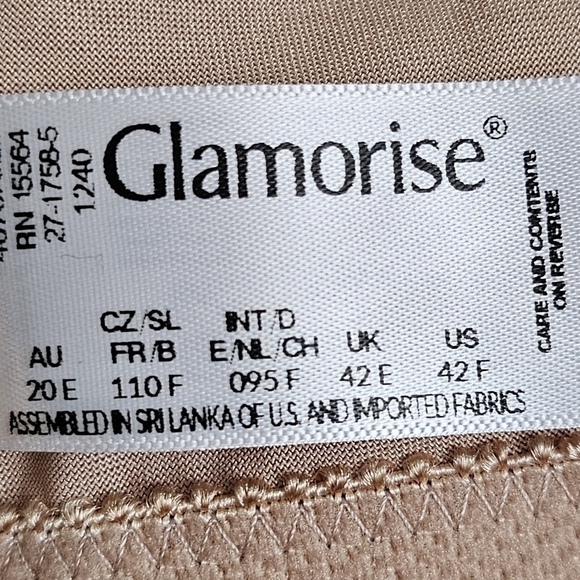 Glamorise®
RN 15564
27-1758-5
1240
CARE AND CONTENTS
ON REVERSE
CZ/SL INT/D
AU FR/B E/NL/CH UK US
20 E 110 F 095 F 42 E 42 F
ASSEMBLED IN SRI LANKA OF U.S. AND IMPORTED FABRICS